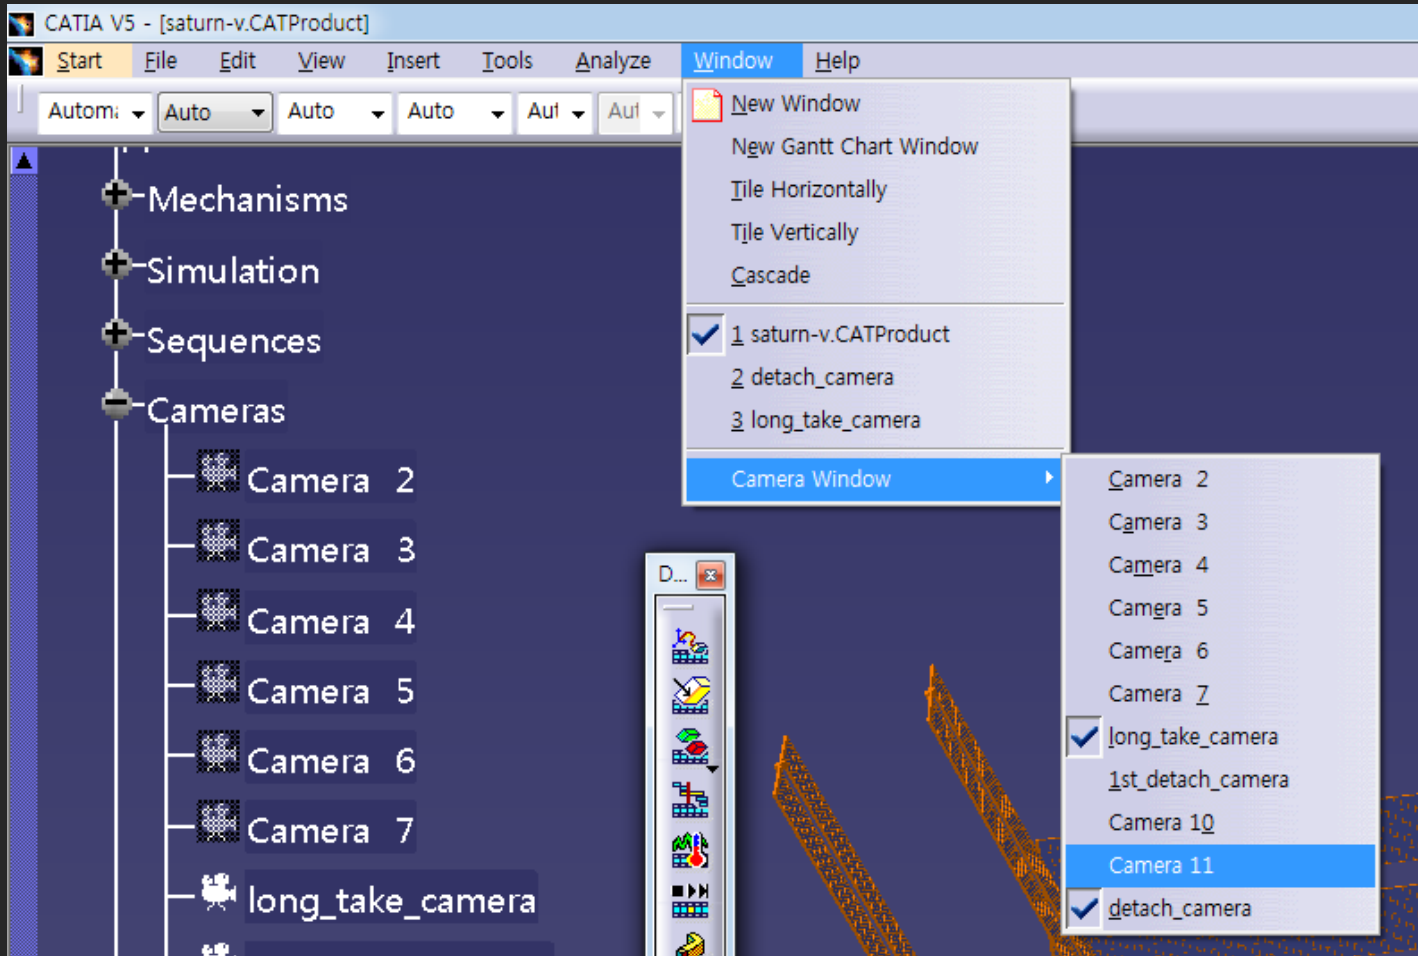 CATIA V5 - [saturn-v.CATProduct]
Start File Edit View Insert Tools Analyze Window Help
Auto Auto Auto
New Window
New Gantt Chart Window
Tile Horizontally
Tile Vertically
Cascade
1 saturn-v.CATProduct
2 detach_camera
3 long_take_camera
Camera Window
Camera 2
Camera 3
Camera 4
Camera 5
Camera 6
Camera 7
long_take_camera
1st_detach_camera
Camera 10
Camera 11
detach_camera
Mechanisms
Simulation
Sequences
Cameras
Camera 2
Camera 3
Camera 4
Camera 5
Camera 6
Camera 7
long_take_camera
D...